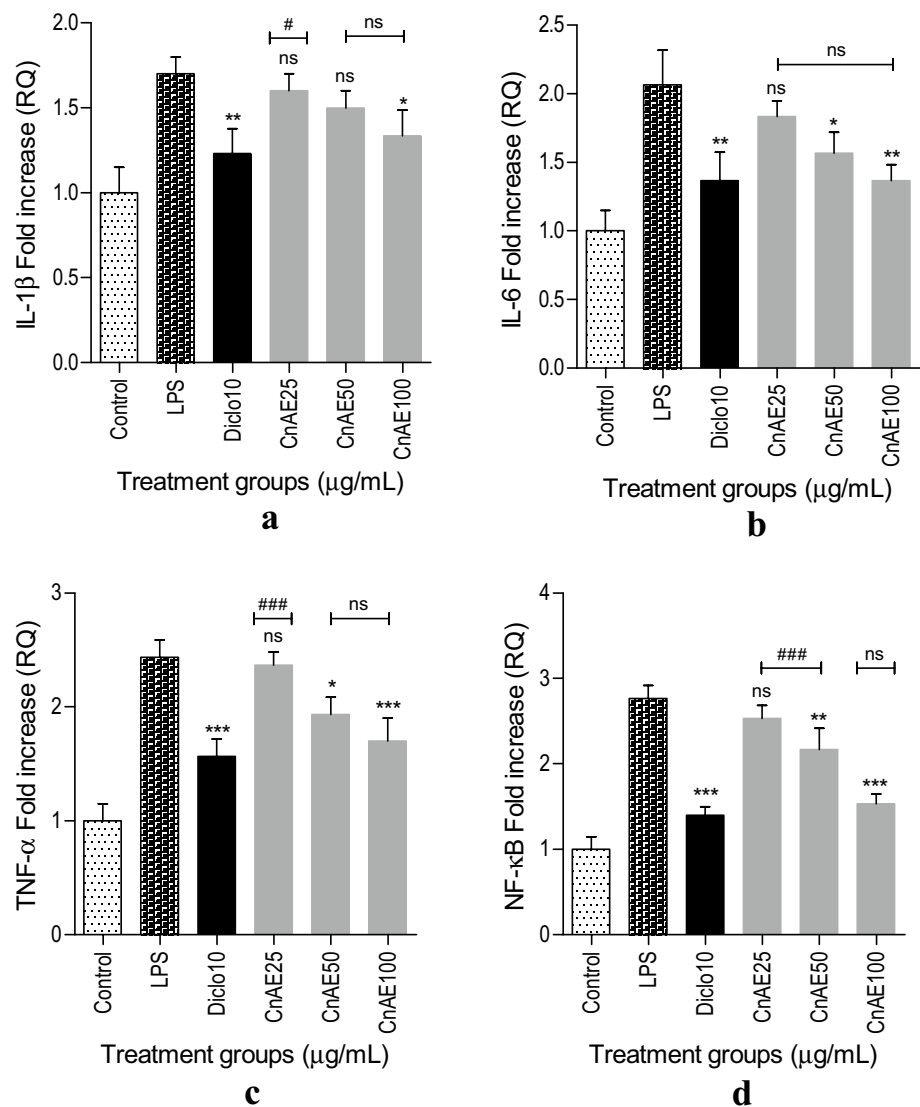 IL-1β Fold increase (RQ)
2.0
1.5
1.0
0.5
0.0
#
ns
ns
ns
**
*
Control
LPS
Diclo10
CnAE25
CnAE50
CnAE100
Treatment groups (μg/mL)
a
IL-6 Fold increase (RQ)
2.5
2.0
1.5
1.0
0.5
0.0
ns
ns
**
*
**
Control
LPS
Diclo10
CnAE25
CnAE50
CnAE100
Treatment groups (μg/mL)
b
TNF-α Fold increase (RQ)
3
2
1
0
###
ns
ns
***
*
***
Control
LPS
Diclo10
CnAE25
CnAE50
CnAE100
Treatment groups (μg/mL)
c
NF-κB Fold increase (RQ)
4
3
2
1
0
###
ns
ns
***
**
***
Control
LPS
Diclo10
CnAE25
CnAE50
CnAE100
Treatment groups (μg/mL)
d